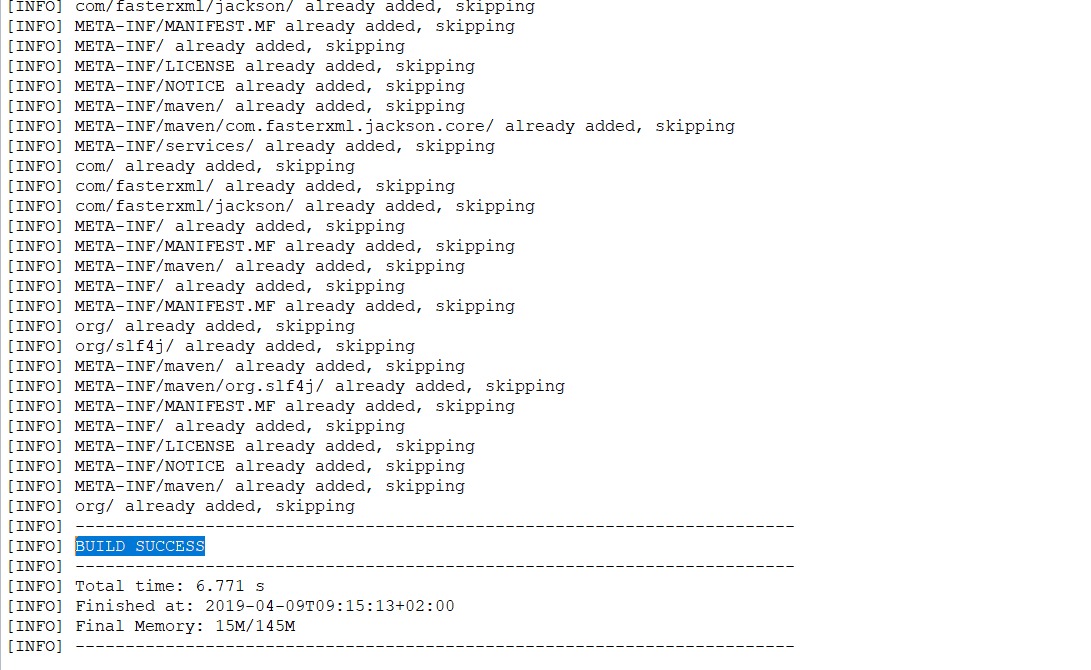 [INFO] com/fasterxml/jackson/ already added, skipping
[INFO] META-INF/MANIFEST.MF already added, skipping
[INFO] META-INF/ already added, skipping
[INFO] META-INF/LICENSE already added, skipping
[INFO] META-INF/NOTICE already added, skipping
[INFO] META-INF/maven/ already added, skipping
[INFO] META-INF/maven/com.fasterxml.jackson.core/ already added, skipping
[INFO] META-INF/services/ already added, skipping
[INFO] com/ already added, skipping
[INFO] com/fasterxml/ already added, skipping
[INFO] com/fasterxml/jackson/ already added, skipping
[INFO] META-INF/ already added, skipping
[INFO] META-INF/MANIFEST.MF already added, skipping
[INFO] META-INF/maven/ already added, skipping
[INFO] META-INF/ already added, skipping
[INFO] META-INF/MANIFEST.MF already added, skipping
[INFO] org/ already added, skipping
[INFO] org/slf4j/ already added, skipping
[INFO] META-INF/maven/ already added, skipping
[INFO] META-INF/maven/org.slf4j/ already added, skipping
[INFO] META-INF/MANIFEST.MF already added, skipping
[INFO] META-INF/ already added, skipping
[INFO] META-INF/LICENSE already added, skipping
[INFO] META-INF/NOTICE already added, skipping
[INFO] META-INF/maven/ already added, skipping
[INFO] org/ already added, skipping
[INFO] ------------------------------------------------------------------------
[INFO] BUILD SUCCESS
[INFO] ------------------------------------------------------------------------
[INFO] Total time: 6.771 s
[INFO] Finished at: 2019-04-09T09:15:13+02:00
[INFO] Final Memory: 15M/145M
[INFO] ------------------------------------------------------------------------